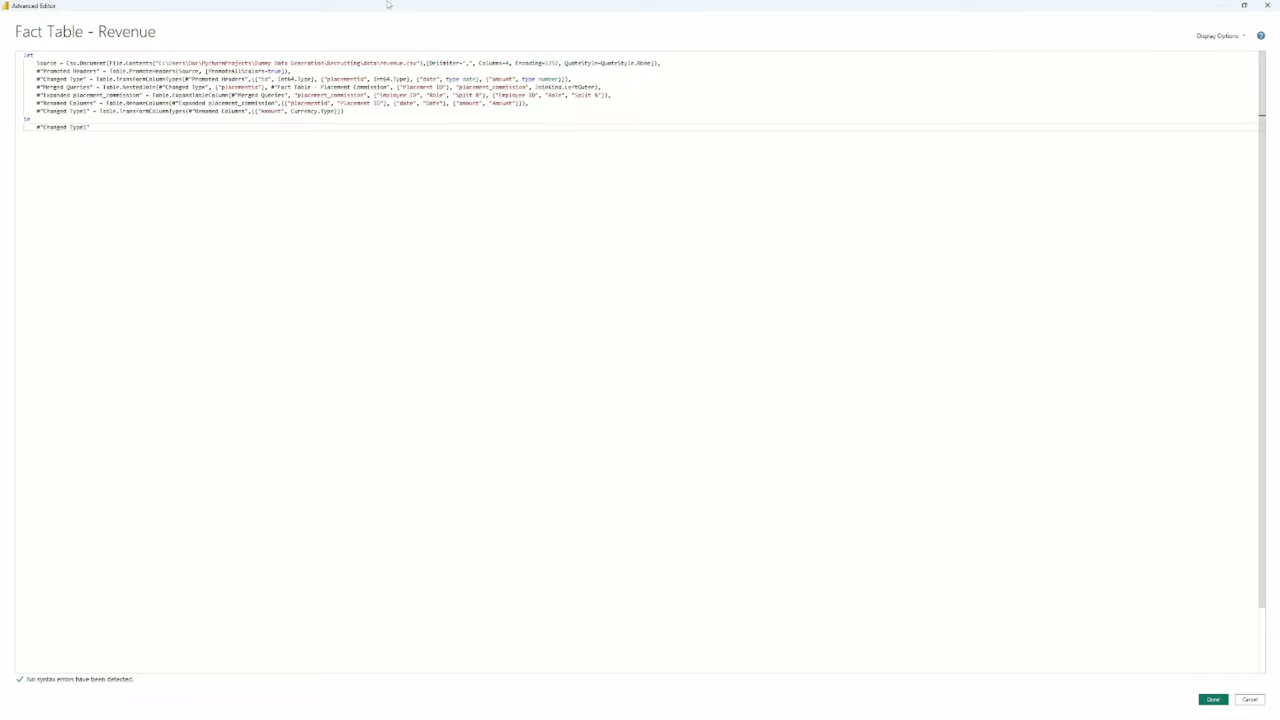 Advanced Editor
Fact Table - Revenue
Display Options
let
Source = Csv.Document(File.Contents("C:\Users\Doc\PycharmProjects\Dummy Data Generation\Recruiting\data\revenue.csv"),[Delimiter=",", Columns=4, Encoding=1252, QuoteStyle=QuoteStyle.None]),
#"Promoted Headers" = Table.PromoteHeaders(Source, [PromoteAllScalars=true]),
#"Changed Type" = Table.TransformColumnTypes(#"Promoted Headers",{{"id", Int64.Type}, {"placementid", Int64.Type}, {"date", type date}, {"amount", type number}}),
#"Merged Queries" = Table.NestedJoin(#"Changed Type", {"placementid"}, #"Fact Table - Placement Commission", {"Placement ID"}, "placement_commission", JoinKind.LeftOuter),
#"Expanded placement_commission" = Table.ExpandTableColumn(#"Merged Queries", "placement_commission", {"Employee ID", "Role", "Split %"}, {"Employee ID", "Role", "Split %"}),
#"Renamed Columns" = Table.RenameColumns(#"Expanded placement_commission",{{"placementid", "Placement ID"}, {"date", "Date"}, {"amount", "Amount"}}),
#"Changed Type1" = Table.TransformColumnTypes(#"Renamed Columns",{{"Amount", Currency.Type}})
in
#"Changed Type1"
No syntax errors have been detected.
Done
Cancel